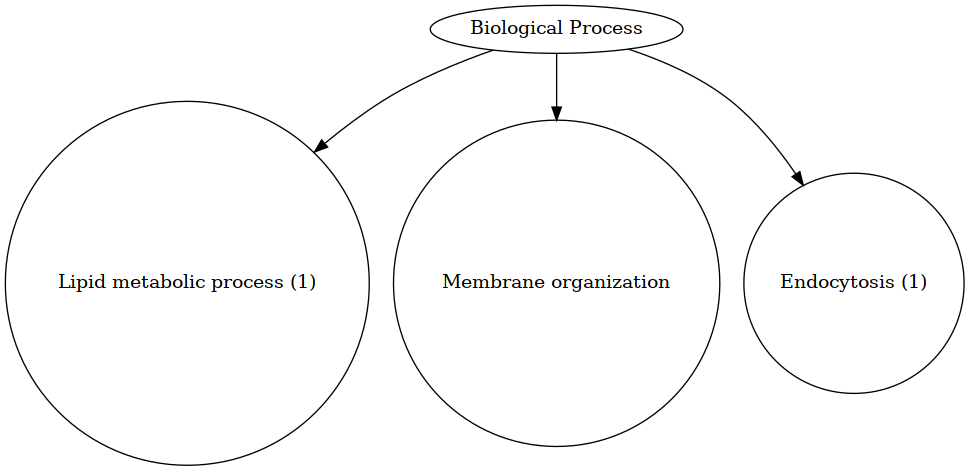 Biological Process
Lipid metabolic process (1)
Membrane organization
Endocytosis (1)